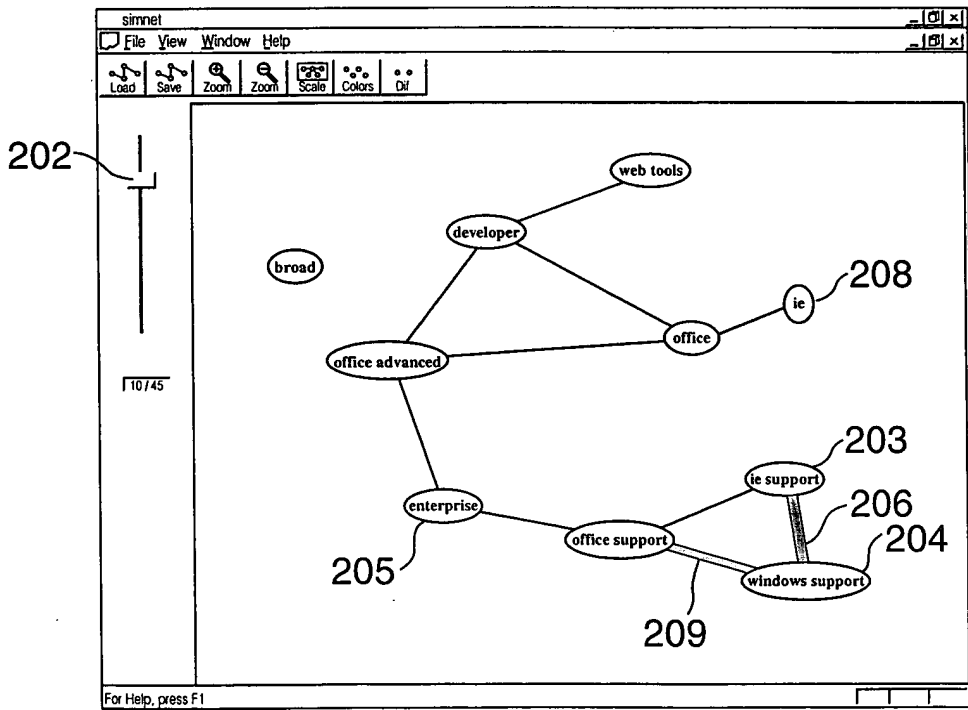 simnet
File View Window Help
Load Save Zoom Zoom Scale Colors Dif
202
web tools
developer
broad
208
ie
office
office advanced
10/45
203
ie support
206
enterprise
204
office support
205
windows support
209
For Help, press F1